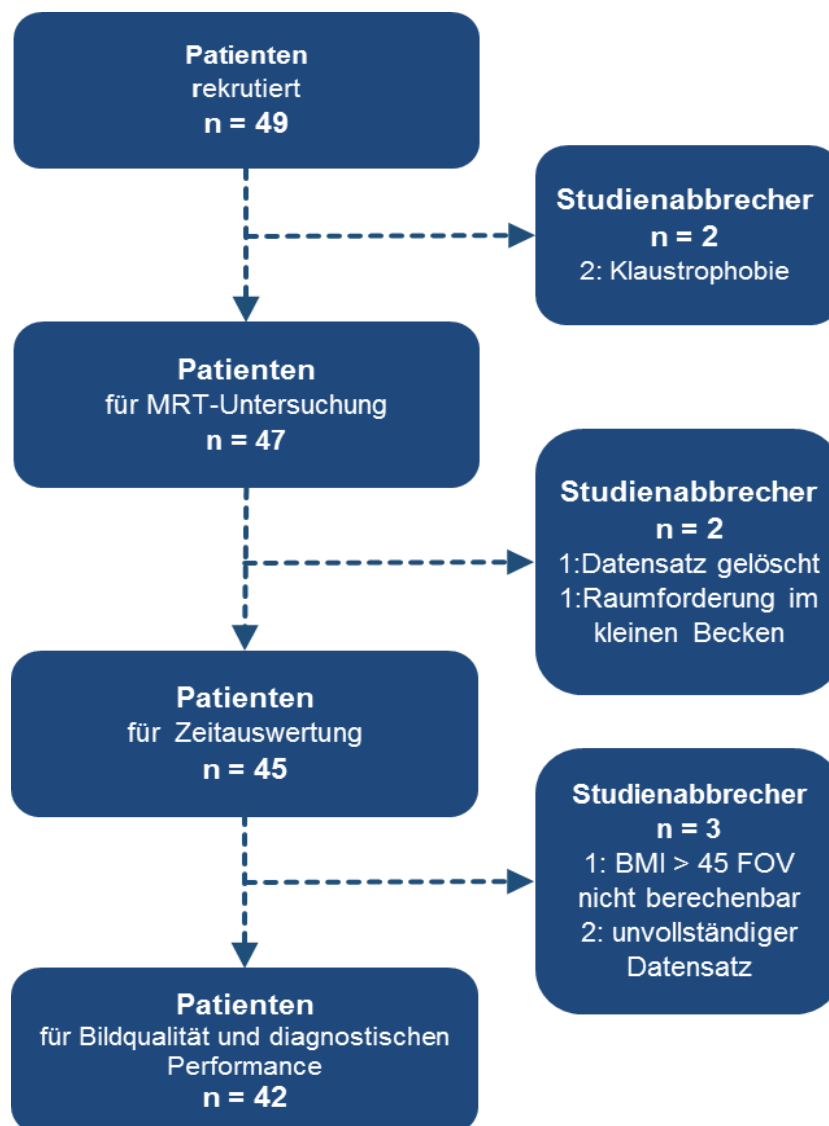 Patienten
rekrutiert
n = 49
Studienabbrecher
n = 2
2: Klaustrophobie
Patienten
für MRT-Untersuchung
n = 47
Studienabbrecher
n = 2
1:Datensatz gelöscht
1:Raumforderung im
kleinen Becken
Patienten
für Zeitauswertung
n = 45
Studienabbrecher
n = 3
1: BMI > 45 FOV
nicht berechenbar
2: unvollständiger
Datensatz
Patienten
für Bildqualität und diagnostischen
Performance
n = 42